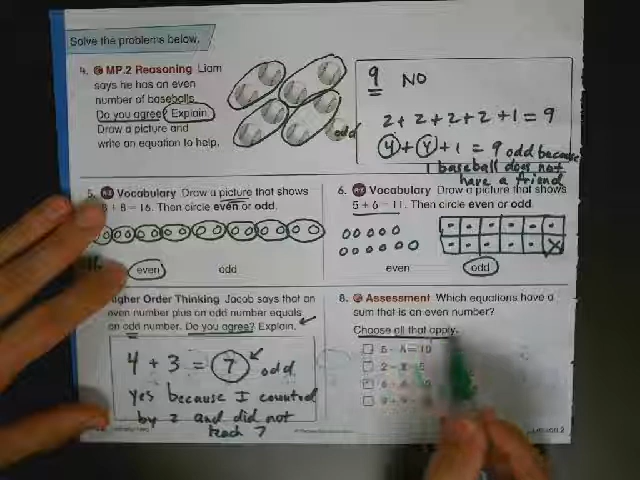 Solve the problems below.
4. MP.2 Reasoning Liam
says he has an even
number of baseballs.
Do you agree? Explain.
Draw a picture and
write an equation to help.
odd
9 NO
2 + 2 + 2 + 2 + 1 = 9
4 + 4 + 1 = 9 odd because
1 baseball does not
have a friend
5. Vocabulary Draw a picture that shows
8 + 8 = 16. Then circle even or odd.
even odd
6. Vocabulary Draw a picture that shows
5 + 6 = 11. Then circle even or odd.
even odd
Higher Order Thinking Jacob says that an
even number plus an odd number equals
an odd number. Do you agree? Explain.
4 + 3 = 7 odd
yes because I counted
by 2 and did not
reach 7
8. Assessment Which equations have a
sum that is an even number?
Choose all that apply.